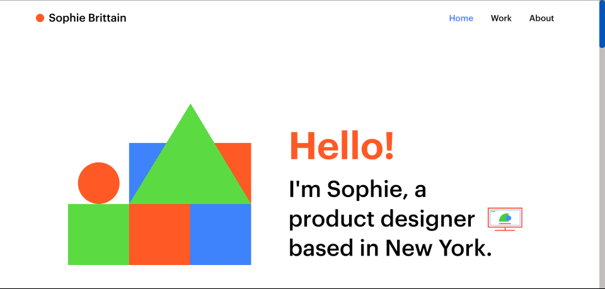 Sophie Brittain
Home Work About
Hello!
I'm Sophie, a
product designer
based in New York.